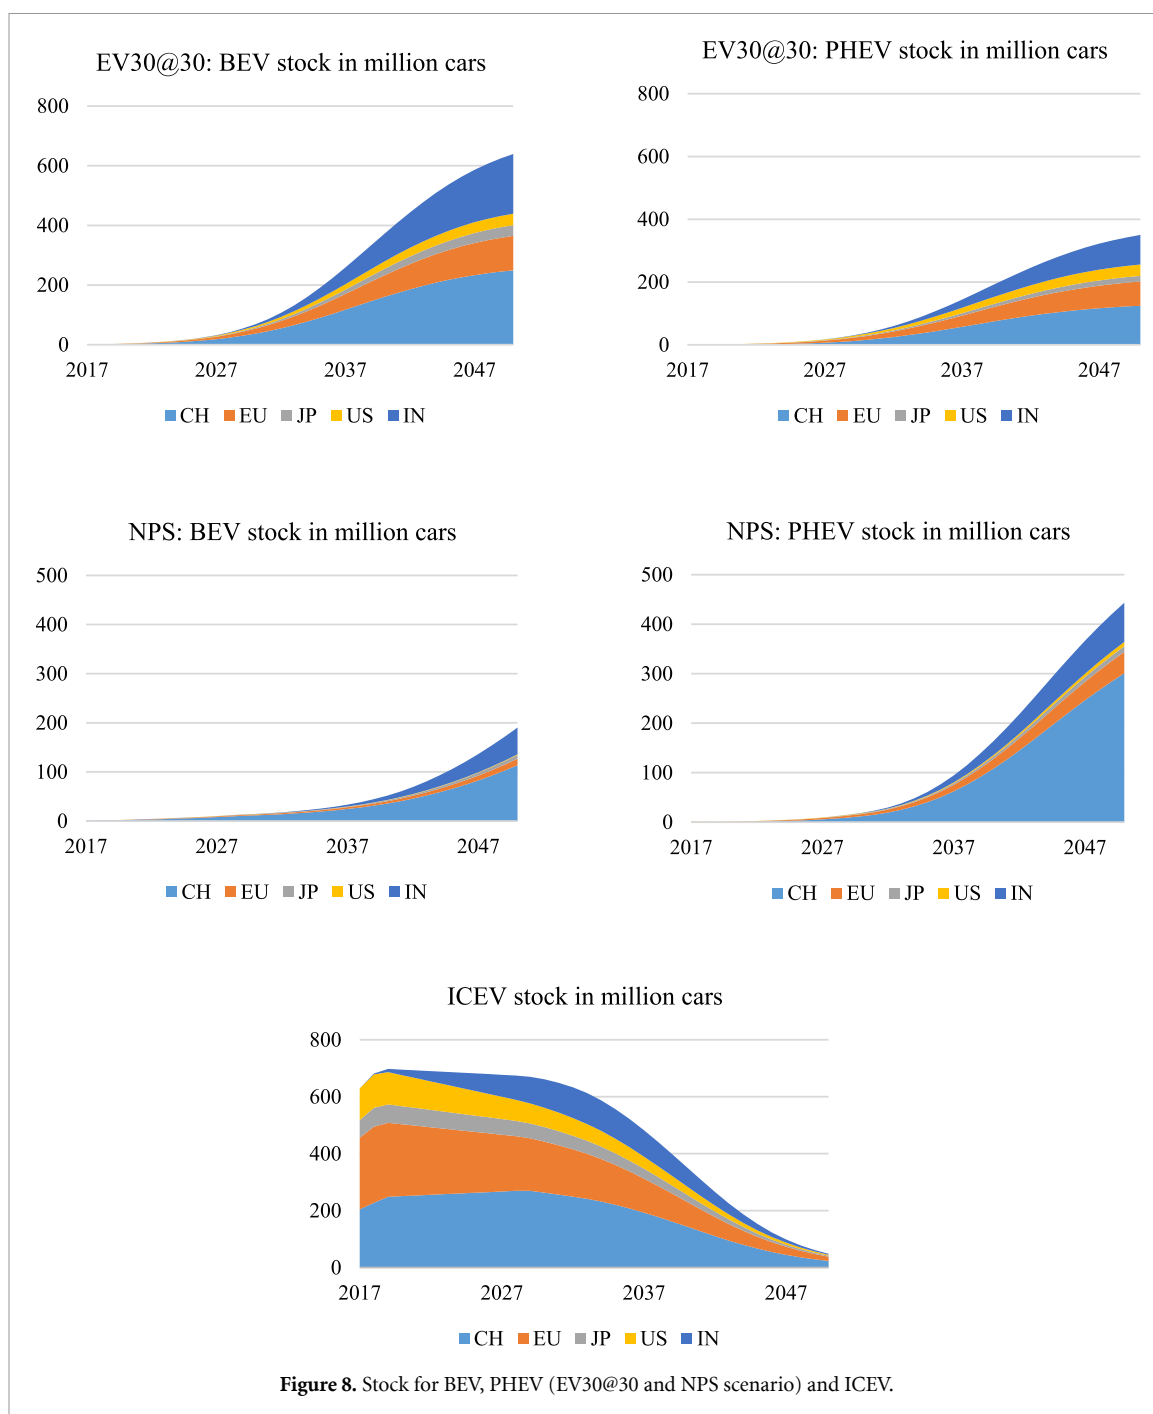 EV30@30: BEV stock in million cars
800
600
400
200
0
2017 2027 2037 2047
CH EU JP US IN
EV30@30: PHEV stock in million cars
800
600
400
200
0
2017 2027 2037 2047
CH EU JP US IN
NPS: BEV stock in million cars
500
400
300
200
100
0
2017 2027 2037 2047
CH EU JP US IN
NPS: PHEV stock in million cars
500
400
300
200
100
0
2017 2027 2037 2047
CH EU JP US IN
ICEV stock in million cars
800
600
400
200
0
2017 2027 2037 2047
CH EU JP US IN
Figure 8. Stock for BEV, PHEV (EV30@30 and NPS scenario) and ICEV.